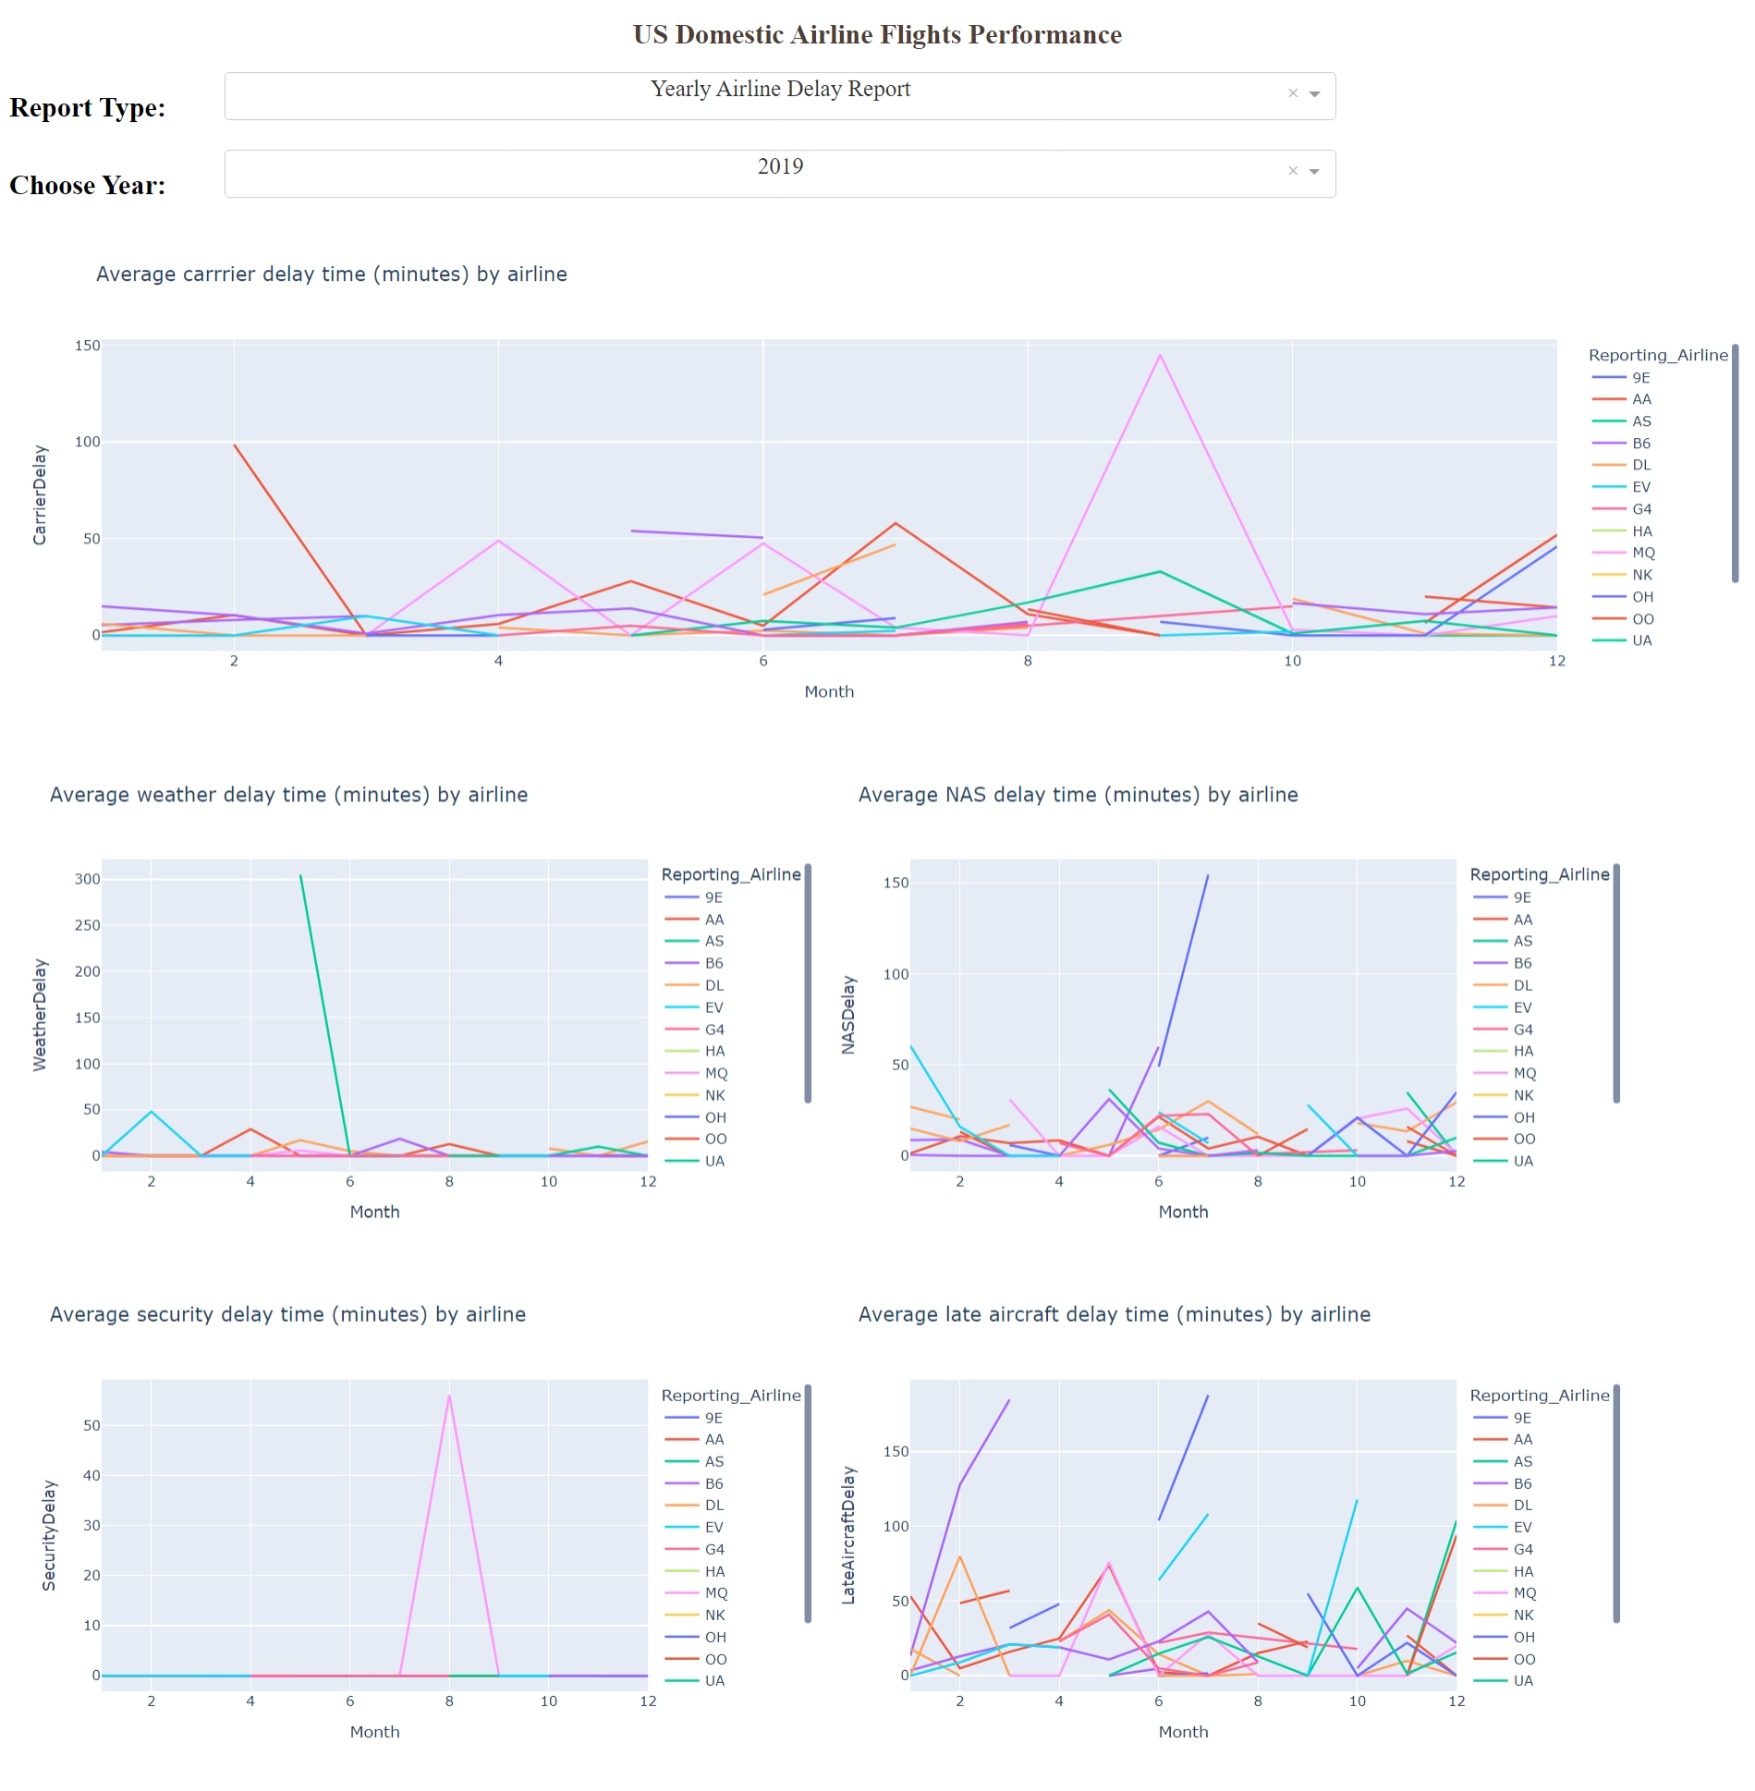 US Domestic Airline Flights Performance
Report Type:
Yearly Airline Delay Report
×
Choose Year:
2019
×
Average carrrier delay time (minutes) by airline
CarrierDelay
150
100
50
0
2
4
6
8
10
12
Month
Reporting_Airline
9E
AA
AS
B6
DL
EV
G4
HA
MQ
NK
OH
OO
UA
Average weather delay time (minutes) by airline
WeatherDelay
300
250
200
150
100
50
0
2
4
6
8
10
12
Month
Reporting_Airline
9E
AA
AS
B6
DL
EV
G4
HA
MQ
NK
OH
OO
UA
Average NAS delay time (minutes) by airline
NASDelay
150
100
50
0
2
4
6
8
10
12
Month
Reporting_Airline
9E
AA
AS
B6
DL
EV
G4
HA
MQ
NK
OH
OO
UA
Average security delay time (minutes) by airline
SecurityDelay
50
40
30
20
10
0
2
4
6
8
10
12
Month
Reporting_Airline
9E
AA
AS
B6
DL
EV
G4
HA
MQ
NK
OH
OO
UA
Average late aircraft delay time (minutes) by airline
LateAircraftDelay
150
100
50
0
2
4
6
8
10
12
Month
Reporting_Airline
9E
AA
AS
B6
DL
EV
G4
HA
MQ
NK
OH
OO
UA